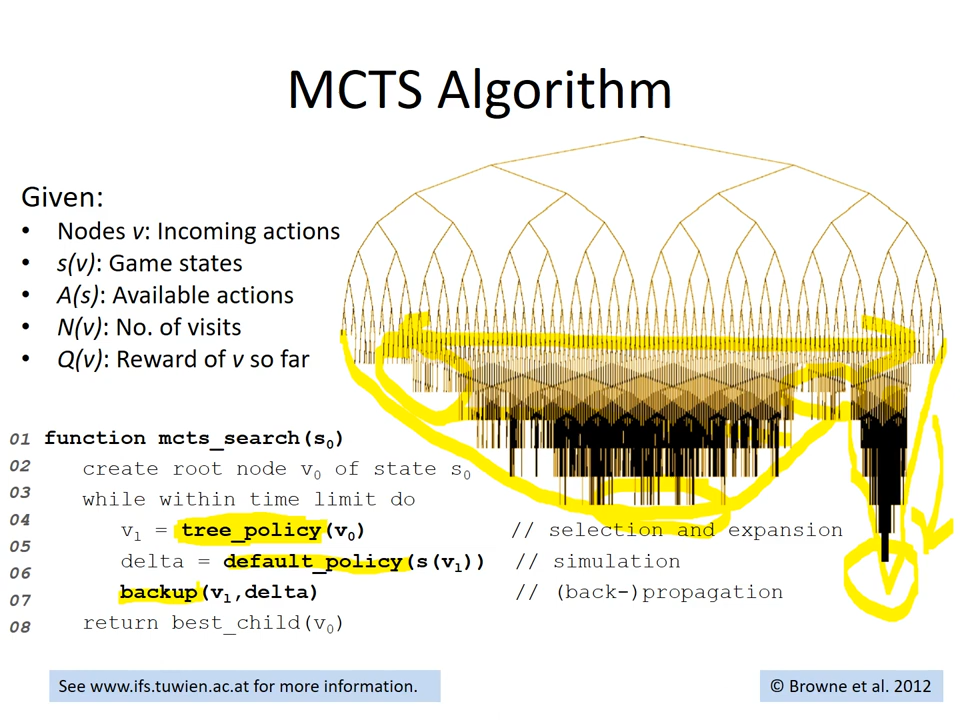 MCTS Algorithm
Given:
• Nodes v: Incoming actions
• s(v): Game states
• A(s): Available actions
• N(v): No. of visits
• Q(v): Reward of v so far
01 function mcts_search(s0)
02 create root node v0 of state s0
03 while within time limit do
04 v1 = tree_policy(v0) // selection and expansion
05 delta = default_policy(s(v1)) // simulation
06 backup(v1,delta) // (back-)propagation
07 return best_child(v0)
08
See www.ifs.tuwien.ac.at for more information.
© Browne et al. 2012